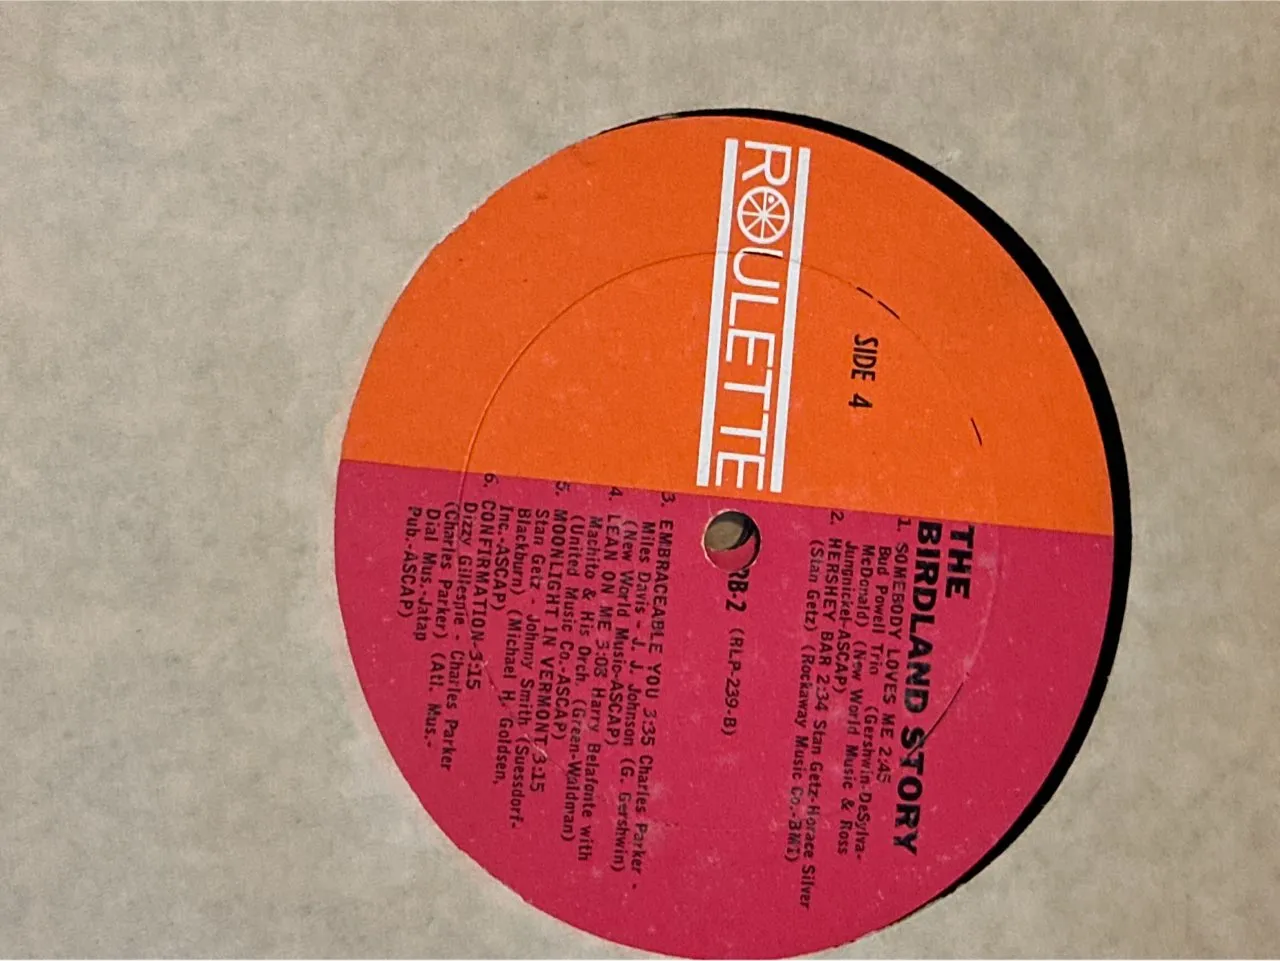 ROULETTE
SIDE 4
THE
BIRDLAND STORY
1. SOMEBODY LOVES ME 2:45
Bud Powell Trio (Gershwin-DeSylva-
McDonald) (New World Music & Ross
Jungnickel-ASCAP)
2. HERSHEY BAR 2:34 Stan Getz-Horace Silver
(Stan Getz) (Rockaway Music Co.-BMI)
RB-2 (RLP-239-B)
3. EMBRACEABLE YOU 3:35 Charles Parker -
Miles Davis - J. J. Johnson (G. Gershwin)
(New World Music-ASCAP)
4. LEAN ON ME 3:08 Harry Belafonte with
Machito & His Orch. (Green-Waldman)
(United Music Co.-ASCAP)
5. MOONLIGHT IN VERMONT 3:15
Stan Getz - Johnny Smith (Suessdorf-
Blackburn) (Michael H. Goldsen,
Inc.-ASCAP)
6. CONFIRMATION-3:15
Dizzy Gillespie - Charles Parker
(Charles Parker) (Atl. Mus.-
Dial Mus.-Jatap
Pub.-ASCAP)